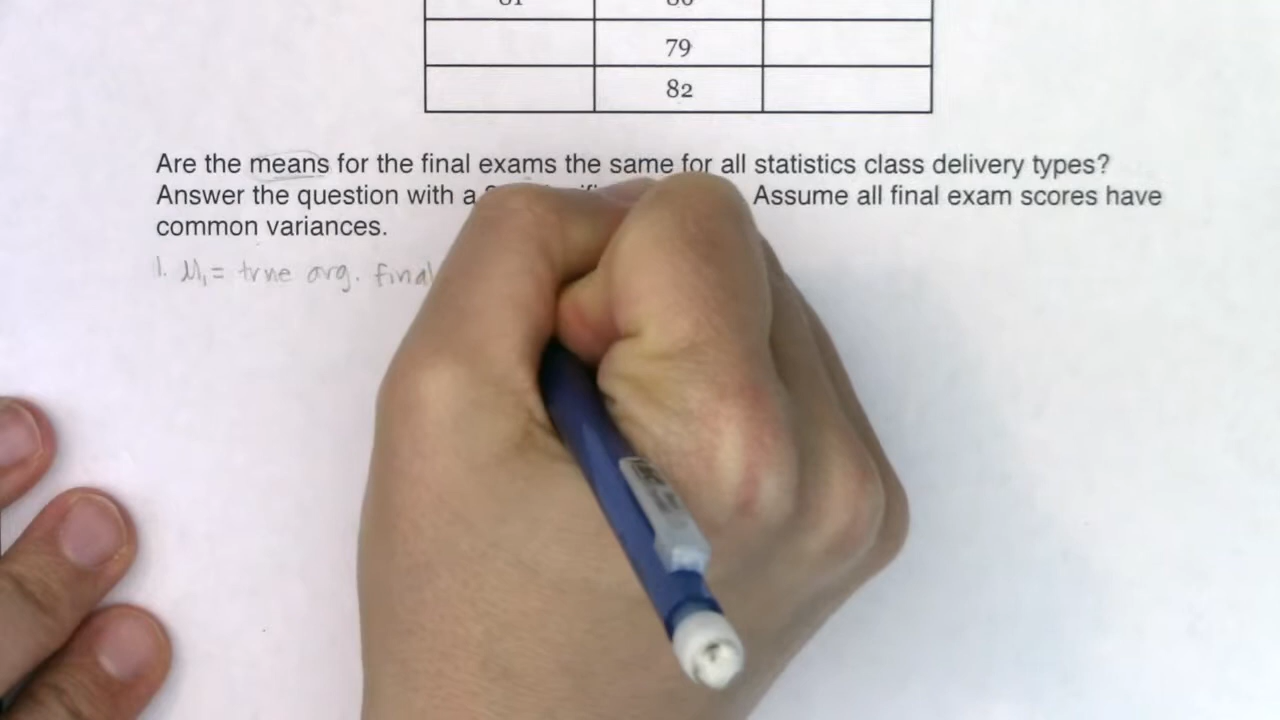 79
82
Are the means for the final exams the same for all statistics class delivery types?
Answer the question with a Assume all final exam scores have
common variances.
1. μ₁ = true avg. final